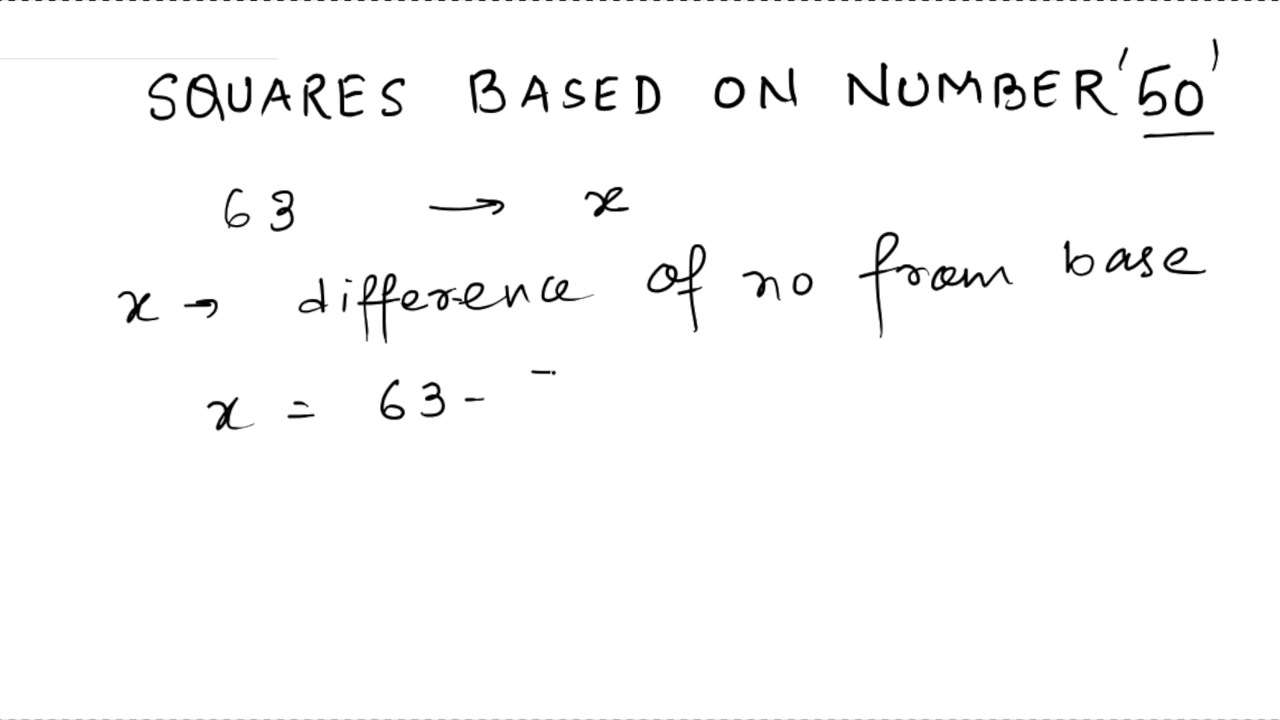 SQUARES BASED ON NUMBER '50'
63 → x
x → difference of no from base
x = 63 -